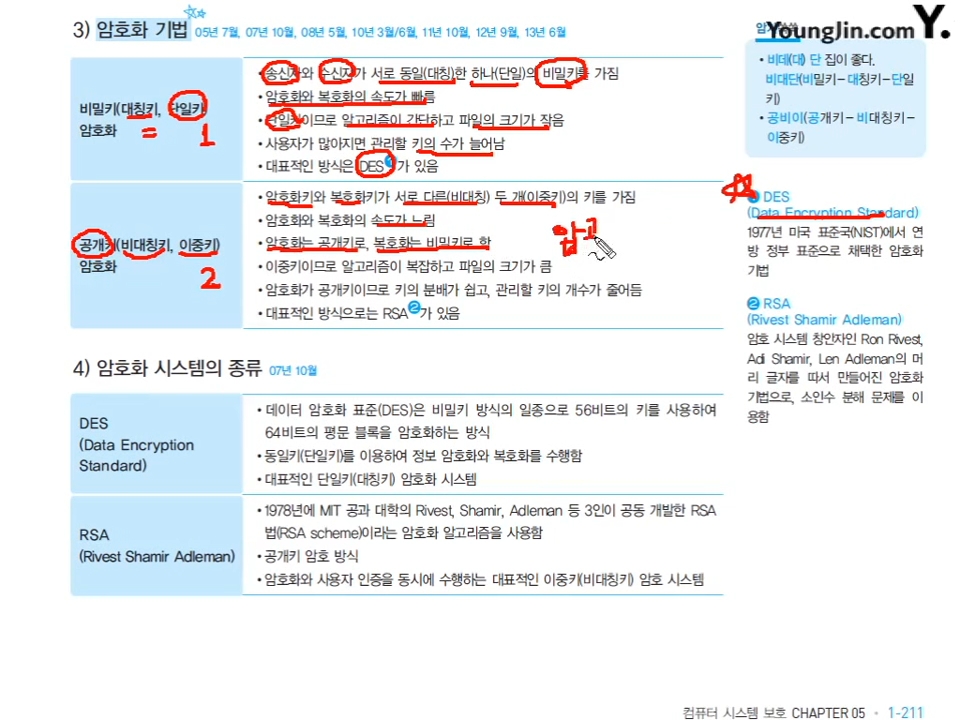 3) 암호화 기법 05년 7월, 07년 10월, 08년 5월, 10년 3월/6월, 11년 10월, 12년 9월, 13년 6월
Younglin.com Y.
비밀키(대칭키, 단일키)
암호화
= 1
• 송신자와 수신자가 서로 동일(대칭)한 하나(단일)의 비밀키를 가짐
• 암호화와 복호화의 속도가 빠름
• 단일키이므로 알고리즘이 간단하고 파일의 크기가 작음
• 사용자가 많아지면 관리할 키의 수가 늘어남
• 대표적인 방식은 DES❶가 있음
공개키(비대칭키, 이중키)
암호화
2
• 암호화키와 복호화키가 서로 다른(비대칭) 두 개(이중키)의 키를 가짐
• 암호화와 복호화의 속도가 느림
• 암호화는 공개키로, 복호화는 비밀키로 함
• 이중키이므로 알고리즘이 복잡하고 파일의 크기가 큼
• 암호화가 공개키이므로 키의 분배가 쉽고, 관리할 키의 개수가 줄어듬
• 대표적인 방식으로는 RSA❷가 있음
암고
• 비데(대) 단 집이 좋다.
비대단(비밀키–대칭키–단일
키)
• 공비이(공개키–비대칭키–
이중키)
❶ DES
(Data Encryption Standard)
1977년 미국 표준국(NIST)에서 연
방 정부 표준으로 채택한 암호화
기법
❷ RSA
(Rivest Shamir Adleman)
암호 시스템 창안자인 Ron Rivest,
Adi Shamir, Len Adleman의 머
리 글자를 따서 만들어진 암호화
기법으로, 소인수 분해 문제를 이
용함
4) 암호화 시스템의 종류 07년 10월
DES
(Data Encryption
Standard)
• 데이터 암호화 표준(DES)은 비밀키 방식의 일종으로 56비트의 키를 사용하여
64비트의 평문 블록을 암호화하는 방식
• 동일키(단일키)를 이용하여 정보 암호화와 복호화를 수행함
• 대표적인 단일키(대칭키) 암호화 시스템
RSA
(Rivest Shamir Adleman)
• 1978년에 MIT 공과 대학의 Rivest, Shamir, Adleman 등 3인이 공동 개발한 RSA
법(RSA scheme)이라는 암호화 알고리즘을 사용함
• 공개키 암호 방식
• 암호화와 사용자 인증을 동시에 수행하는 대표적인 이중키(비대칭키) 암호 시스템
컴퓨터 시스템 보호 CHAPTER 05 • 1-211